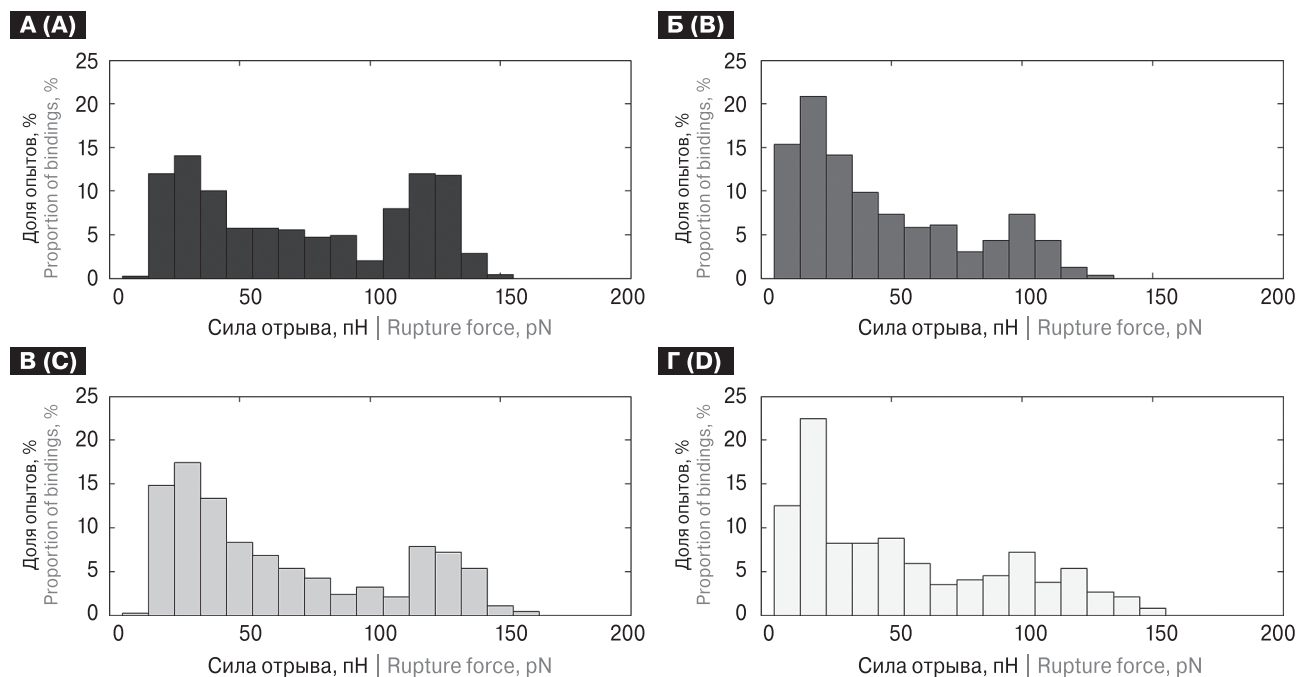 А (A)
Доля опытов, %
Proportion of bindings, %
25
20
15
10
5
0
0 50 100 150 200
Сила отрыва, пН | Rupture force, pN
Б (B)
Доля опытов, %
Proportion of bindings, %
25
20
15
10
5
0
0 50 100 150 200
Сила отрыва, пН | Rupture force, pN
В (C)
Доля опытов, %
Proportion of bindings, %
25
20
15
10
5
0
0 50 100 150 200
Сила отрыва, пН | Rupture force, pN
Г (D)
Доля опытов, %
Proportion of bindings, %
25
20
15
10
5
0
0 50 100 150 200
Сила отрыва, пН | Rupture force, pN